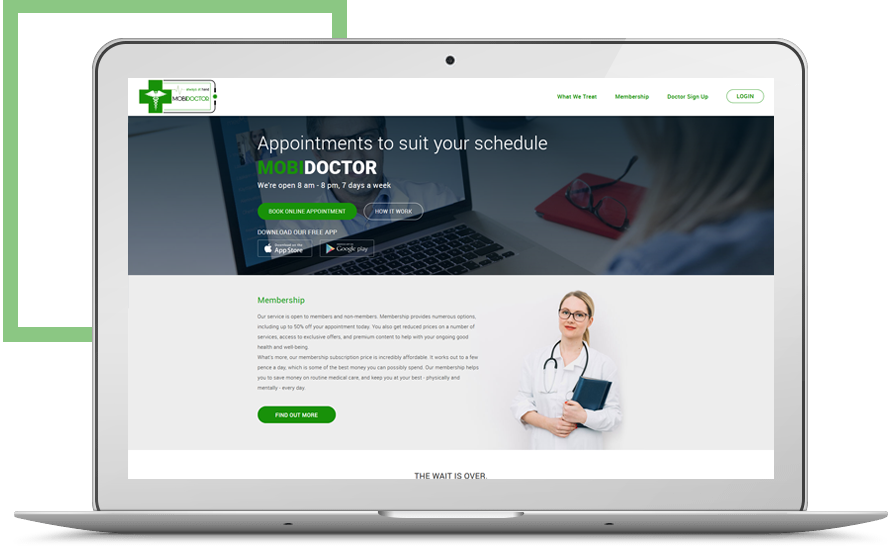 Always at hand
MOBIDOCTOR
What We Treat
Membership
Doctor Sign Up
LOGIN
Appointments to suit your schedule
MOBIDOCTOR
We're open 8 am - 8 pm, 7 days a week
BOOK ONLINE APPOINTMENT
HOW IT WORK
DOWNLOAD OUR FREE APP
Download on the
App Store
Google play
Membership
Our service is open to members and non-members. Membership provides numerous options,
including up to 50% off your appointment today. You also get reduced prices on a number of
services, access to exclusive offers, and premium content to help with your ongoing good
health and well-being.
What's more, our membership subscription price is incredibly affordable. It works out to a few
pence a day, which is some of the best money you can possibly spend. Our membership helps
you to save money on routine medical care, and keep you at your best - physically and
mentally - every day.
FIND OUT MORE
THE WAIT IS OVER.